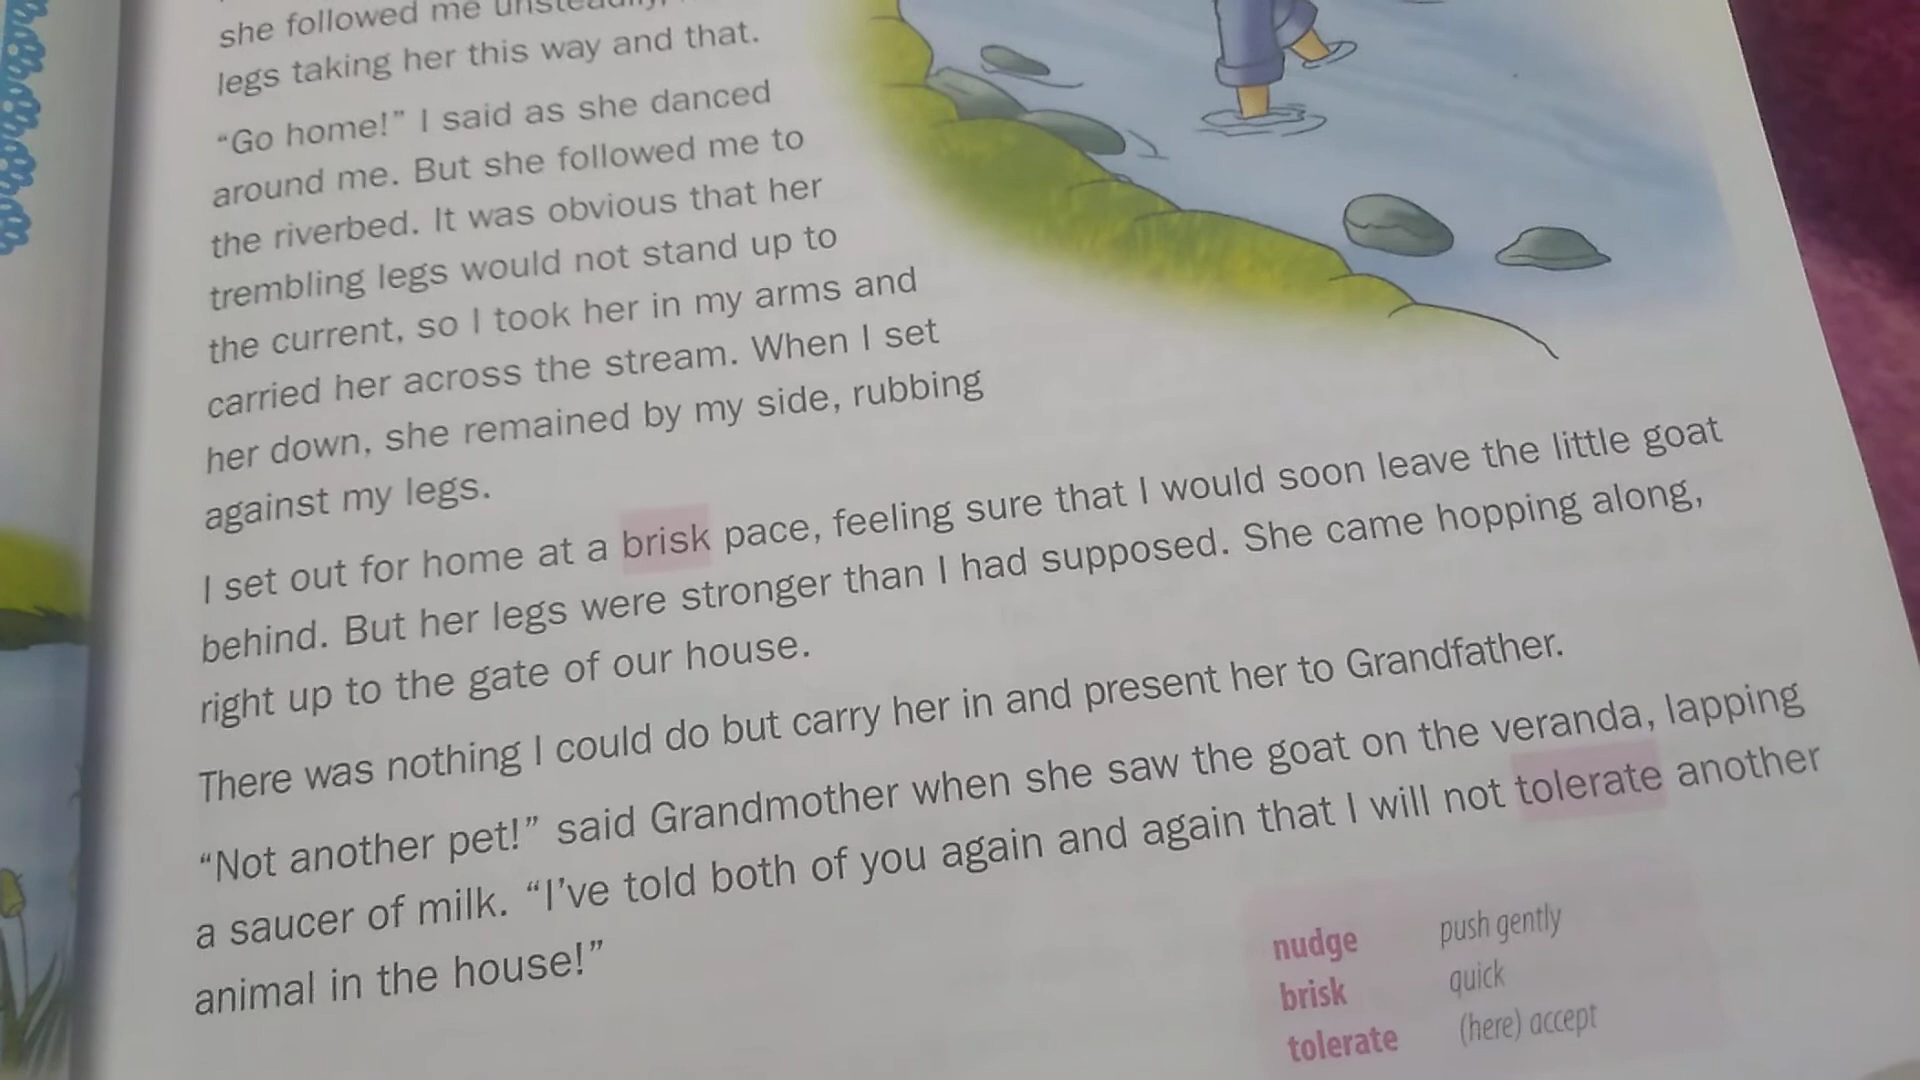 she followed me unsteadily,
legs taking her this way and that.
“Go home!” I said as she danced
around me. But she followed me to
the riverbed. It was obvious that her
trembling legs would not stand up to
the current, so I took her in my arms and
carried her across the stream. When I set
her down, she remained by my side, rubbing
against my legs.
I set out for home at a brisk pace, feeling sure that I would soon leave the little goat
behind. But her legs were stronger than I had supposed. She came hopping along,
right up to the gate of our house.
There was nothing I could do but carry her in and present her to Grandfather.
“Not another pet!” said Grandmother when she saw the goat on the veranda, lapping
a saucer of milk. “I’ve told both of you again and again that I will not tolerate another
animal in the house!”
nudge push gently
brisk quick
tolerate (here) accept